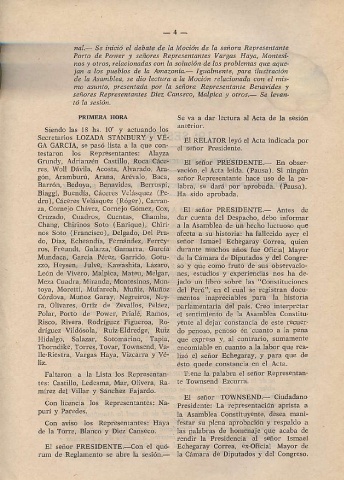 — 4 —
nal.— Se inició el debate de la Moción de la señora Representante
Porto de Power y señores Representantes Vargas Haya, Montesi-
nos y otros, relacionadas con la solución de los problemas que aque-
jan a los pueblos de la Amazonía.— Igualmente, para ilustración
de la Asamblea, se dio lectura a la Moción relacionada con el mis-
mo asunto, presentada por la señora Representante Benavides y
señores Representantes Diez Canseco, Malpica y otros.— Se levan-
tó la sesión.
PRIMERA HORA
Siendo las 18 hs. 10' y actuando los
Secretarios LOZADA STANBURY y VE-
GA GARCIA, se pasó lista a la que con-
testaron los Representantes: Alayza
Grundy, Adrianzén Castillo, Roca Cáce-
res, Wolf Dávila, Acosta, Alvarado, Ara-
gón, Aramburú, Arana, Arévalo, Baca,
Barrón, Bedoya, Benavides, Berruspi,
Biaggi, Buendía, Cáceres Velásquez (Pe-
dro), Cáceres Velásquez (Róger), Carran-
za, Cornejo Chávez, Cornejo Gómez, Cox,
Cruzado, Cuadros, Cuentas, Chamba,
Chang, Chirinos Soto (Enrique), Chiri-
nos Soto (Francisco), Delgado, Del Pra-
do, Díaz, Echeandía, Fernández, Ferrey-
ros, Freundt, Galarza, Gamarra, García
Mundaca, García Pérez, Garrido, Gotu-
zzo, Heysen, Julve, Kawashita, Lázaro,
León de Vivero, Malpica, Matsu, Melgar,
Meza Cuadra, Miranda, Montesinos, Mon-
toya, Moretti, Mufarech, Muñiz, Muñoz
Córdova, Muñoz Garay, Negreiros, Ney-
ra, Olivares, Ortiz de Zevallos, Peláez,
Polar, Porto de Power, Prialé, Ramos,
Risco, Rivera, Rodríguez Figueroa, Ro-
dríguez Vildósola, Ruiz-Eldredge, Ruiz
Hidalgo, Salazar, Sotomarino, Tapia,
Thorndike, Torres, Tovar, Townsend, Va-
lle-Riestra, Vargas Haya, Vizcarra y Vé-
liz.
Faltaron a la Lista los Representan-
tes: Castillo, Ledesma, Mar, Olivera, Ra-
mírez del Villar y Sánchez Fajardo.
Con licencia los Representantes: Na-
purí y Paredes.
Con aviso los Representantes: Haya
de la Torre, Blanco y Diez Canseco.
El señor PRESIDENTE.— Con el quó-
rum de Reglamento se abre la sesión.—
Se va a dar lectura al Acta de la sesión
anterior.
El RELATOR leyó el Acta indicada por
el señor Presidente.
El señor PRESIDENTE.— En obser-
vación el Acta leída. (Pausa). Si ningún
señor Representante hace uso de la pa-
labra, se dará por aprobada. (Pausa).
Ha sido aprobada.
El señor PRESIDENTE.— Antes de
dar cuenta del Despacho, debo informar
a la Asamblea de un hecho luctuoso que
afecta a su historia: ha fallecido ayer el
señor Ismael Echegaray Correa, quien
durante muchos años fue Oficial Mayor
de la Cámara de Diputados y del Congre-
so y que como fruto de sus observacio-
nes, estudios y experiencias nos ha de-
jado un libro sobre las "Constituciones
del Perú", en el cual se registran docu-
mentos inapreciables para la historia
parlamentaria del país. Creo interpretar
el sentimiento de la Asamblea Constitu-
yente al dejar constancia de este recuer-
do penoso, penoso en cuanto a la pena
que expresa y, al contrario, sumamente
encomiable en cuanto a la labor que rea-
lizó el señor Echegaray, y para que de
ésto quede constancia en el Acta.
Tiene la palabra el señor Representan-
te Townsend Ezcurra.
El señor TOWNSEND.— Ciudadano
Presidente: La representación aprista a
la Asamblea Constituyente, desea mani-
festar su plena aprobación y respaldo a
las palabras de homenaje que acaba de
rendir la Presidencia al señor Ismael
Echegaray Correa, ex-Oficial Mayor de
la Cámara de Diputados y del Congreso.